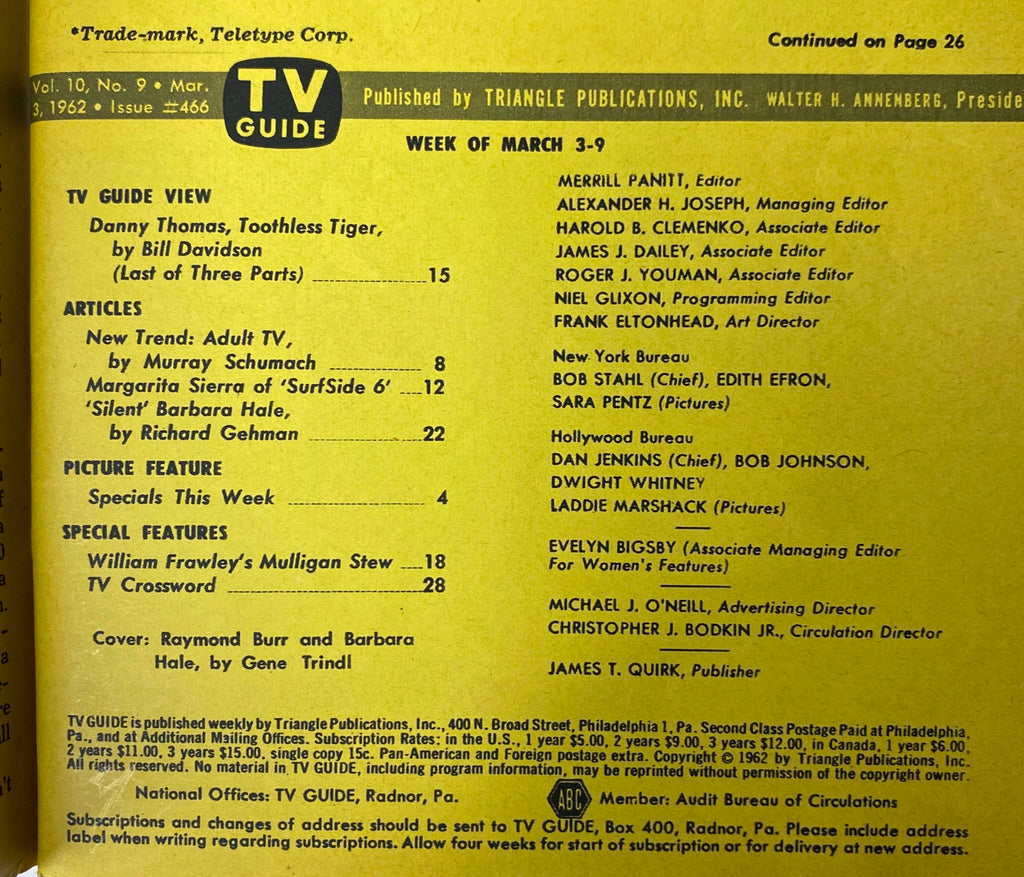 *Trade-mark, Teletype Corp.
Continued on Page 26
Vol. 10, No. 9 • Mar.
3, 1962 • Issue #466
TV
GUIDE
Published by TRIANGLE PUBLICATIONS, INC. WALTER H. ANNENBERG, Preside
WEEK OF MARCH 3-9
TV GUIDE VIEW
Danny Thomas, Toothless Tiger,
by Bill Davidson
(Last of Three Parts) 15
ARTICLES
New Trend: Adult TV,
by Murray Schumach 8
Margarita Sierra of 'SurfSide 6' 12
'Silent' Barbara Hale,
by Richard Gehman 22
PICTURE FEATURE
Specials This Week 4
SPECIAL FEATURES
William Frawley's Mulligan Stew 18
TV Crossword 28
Cover: Raymond Burr and Barbara
Hale, by Gene Trindl
MERRILL PANITT, Editor
ALEXANDER H. JOSEPH, Managing Editor
HAROLD B. CLEMENKO, Associate Editor
JAMES J. DAILEY, Associate Editor
ROGER J. YOUMAN, Associate Editor
NIEL GLIXON, Programming Editor
FRANK ELTONHEAD, Art Director
New York Bureau
BOB STAHL (Chief), EDITH EFRON,
SARA PENTZ (Pictures)
Hollywood Bureau
DAN JENKINS (Chief), BOB JOHNSON,
DWIGHT WHITNEY
LADDIE MARSHACK (Pictures)
EVELYN BIGSBY (Associate Managing Editor
For Women's Features)
MICHAEL J. O'NEILL, Advertising Director
CHRISTOPHER J. BODKIN JR., Circulation Director
JAMES T. QUIRK, Publisher
TV GUIDE is published weekly by Triangle Publications, Inc., 400 N. Broad Street, Philadelphia 1, Pa. Second Class Postage Paid at Philadelphia,
Pa., and at Additional Mailing Offices. Subscription Rates: in the U.S., 1 year $5.00, 2 years $9.00, 3 years $12.00, in Canada, 1 year $6.00,
2 years $11.00, 3 years $15.00, single copy 15c. Pan-American and Foreign postage extra. Copyright © 1962 by Triangle Publications, Inc.
All rights reserved. No material in TV GUIDE, including program information, may be reprinted without permission of the copyright owner.
National Offices: TV GUIDE, Radnor, Pa.
ABC Member: Audit Bureau of Circulations
Subscriptions and changes of address should be sent to TV GUIDE, Box 400, Radnor, Pa. Please include address
label when writing regarding subscriptions. Allow four weeks for start of subscription or for delivery at new address.